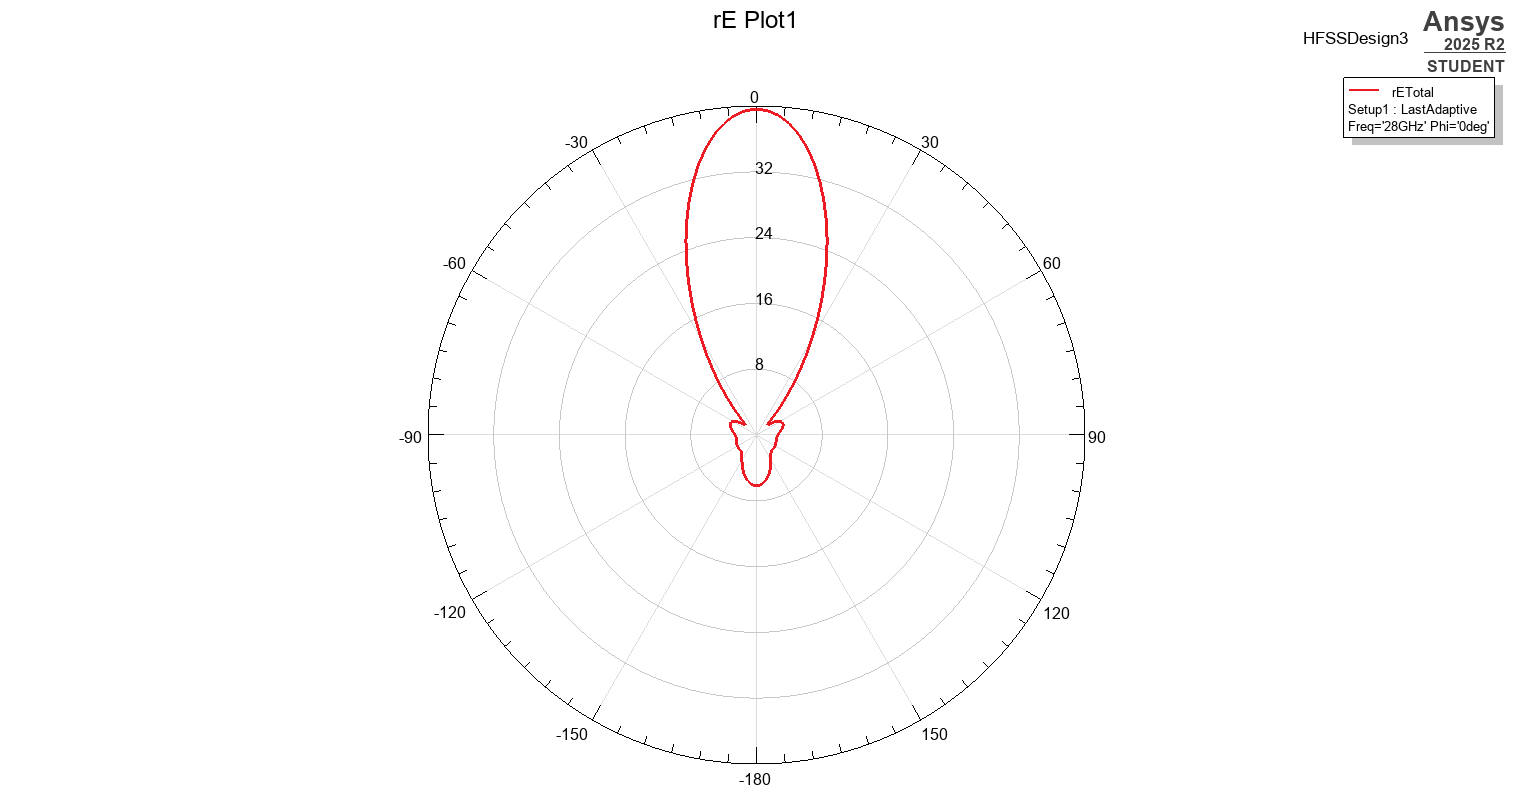 rE Plot1
HFSSDesign3
Ansys
2025 R2
STUDENT
rETotal
Setup1 : LastAdaptive
Freq='28GHz' Phi='0deg'
0
-30
30
32
-60
24
60
16
8
-90
90
-120
120
-150
150
-180